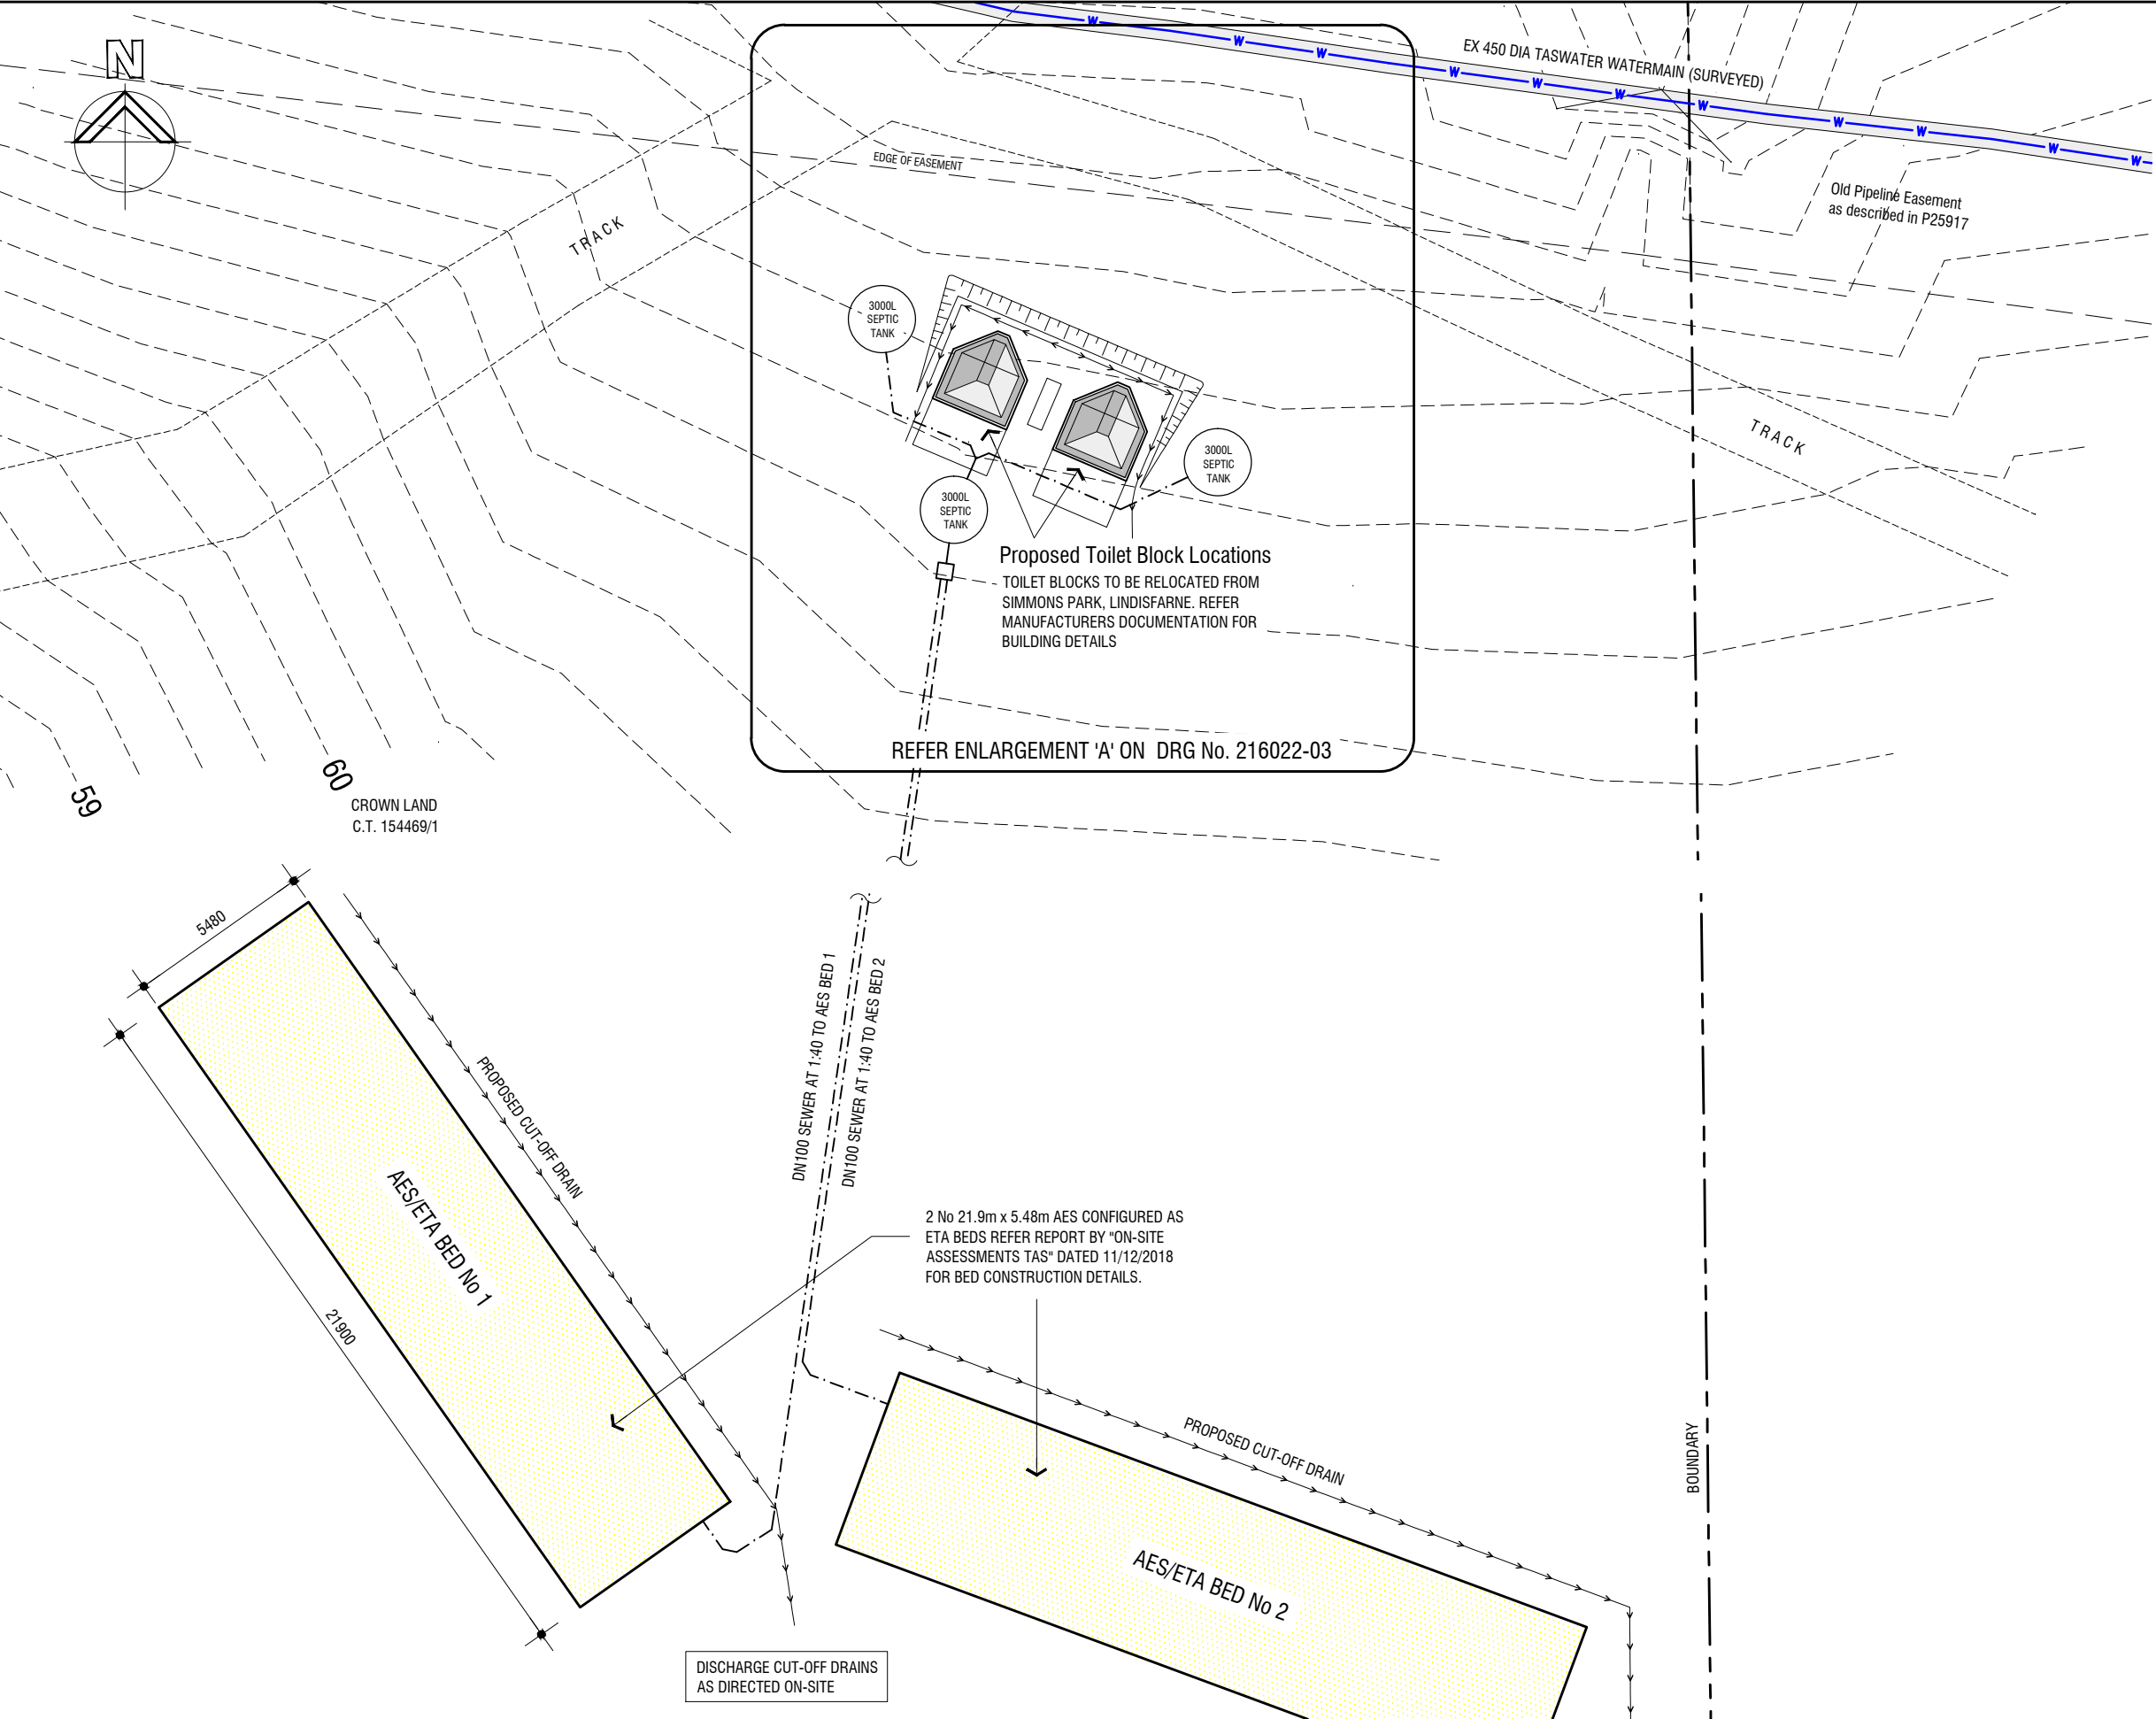 N
EX 450 DIA TASWATER WATERMAIN (SURVEYED)
W W W W W W W W W W W
EDGE OF EASEMENT
Old Pipeline Easement
as described in P25917
TRACK
3000L
SEPTIC
TANK
TRACK
3000L
SEPTIC
TANK
3000L
SEPTIC
TANK
Proposed Toilet Block Locations
TOILET BLOCKS TO BE RELOCATED FROM
SIMMONS PARK, LINDISFARNE. REFER
MANUFACTURERS DOCUMENTATION FOR
BUILDING DETAILS
REFER ENLARGEMENT 'A' ON DRG No. 216022-03
59
60
CROWN LAND
C.T. 154469/1
5480
21900
PROPOSED CUT-OFF DRAIN
AES/ETA BED No 1
DN100 SEWER AT 1:40 TO AES BED 1
DN100 SEWER AT 1:40 TO AES BED 2
2 No 21.9m x 5.48m AES CONFIGURED AS
ETA BEDS REFER REPORT BY "ON-SITE
ASSESSMENTS TAS" DATED 11/12/2018
FOR BED CONSTRUCTION DETAILS.
PROPOSED CUT-OFF DRAIN
BOUNDARY
AES/ETA BED No 2
DISCHARGE CUT-OFF DRAINS
AS DIRECTED ON-SITE